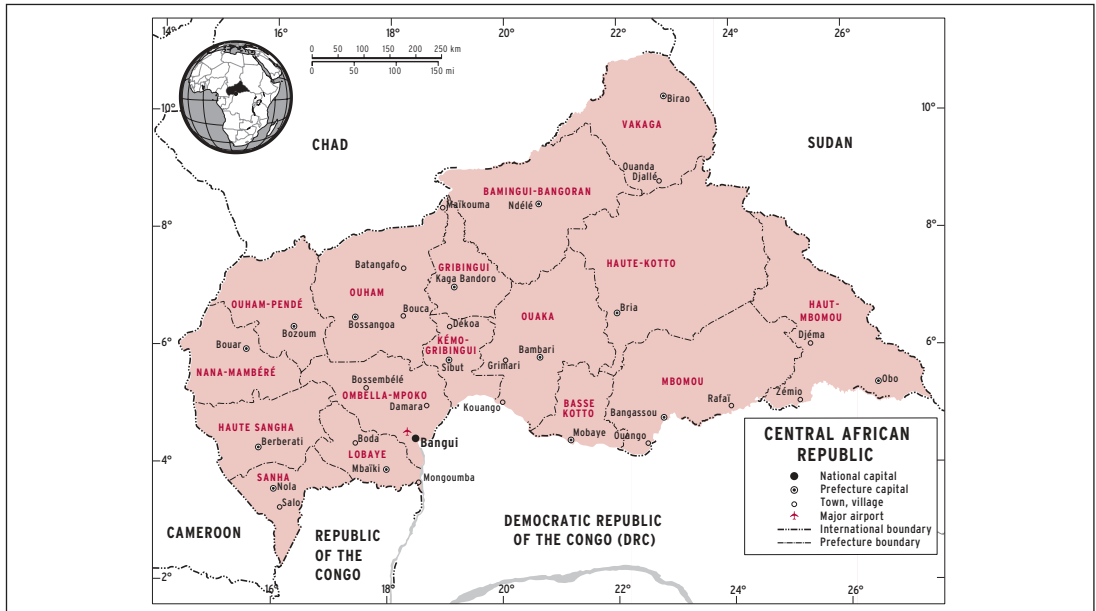 14°
16°
18°
20°
22°
24°
26°
0 50 100 150 200 250 km
0 50 100 150 mi
10°
10°
Birao
VAKAGA
CHAD
SUDAN
Ouanda
Djallé
BAMINGUI-BANGORAN
Ndélé
Maïkouma
8°
8°
Batangafo
GRIBINGUI
Kaga Bandoro
HAUTE-KOTTO
OUHAM
OUHAM-PENDÉ
Bouca
Bossangoa
Dékoa
OUAKA
Bria
HAUT-
MBOMOU
Bozoum
Djéma
6°
6°
Bouar
KÉMO-
GRIBINGUI
Bambari
Sibut
Grimari
NANA-MAMBÉRÉ
Bossembélé
MBOMOU
Obo
OMBELLA-MPOKO
Damara
Kouango
BASSE
KOTTO
Rafaï
Zémio
Bangassou
HAUTE SANGHA
Berberati
Boda
Bangui
Mobaye
Ouango
LOBAYE
Mbaïki
4°
4°
SANHA
Nola
Salo
Mongoumba
CENTRAL AFRICAN
REPUBLIC
National capital
Prefecture capital
Town, village
Major airport
International boundary
Prefecture boundary
CAMEROON
REPUBLIC
OF THE
CONGO
DEMOCRATIC REPUBLIC
OF THE CONGO (DRC)
2°
2°
16°
18°
20°
22°
24°
26°